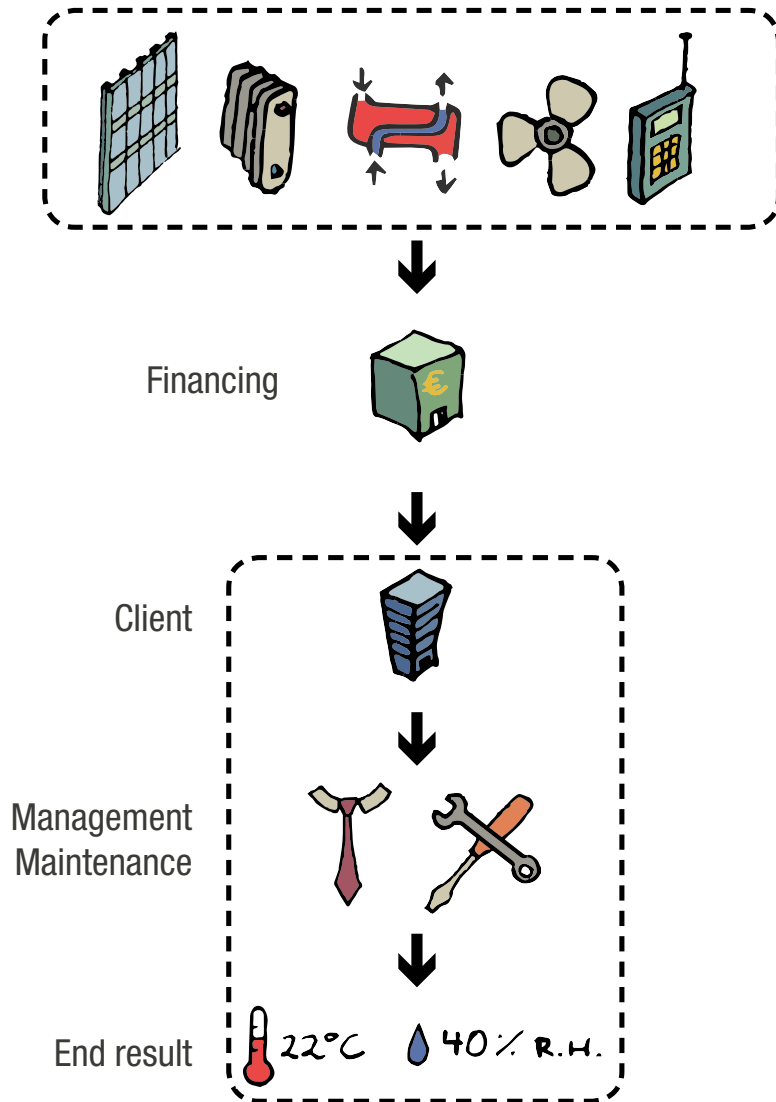 Financing
€
Client
Management
Maintenance
End result
22°C
40% R.H.